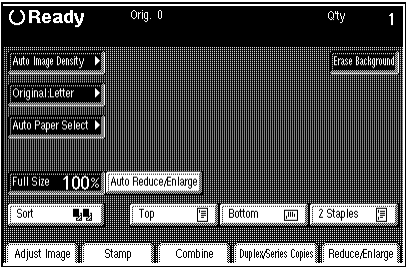 Ready Orig. 0 Q'ty 1
Auto Image Density Erase Background
Original:Letter
Auto Paper Select
Full Size 100% Auto Reduce/Enlarge
Sort Top Bottom 2 Staples
Adjust Image Stamp Combine Duplex/Series Copies Reduce/Enlarge